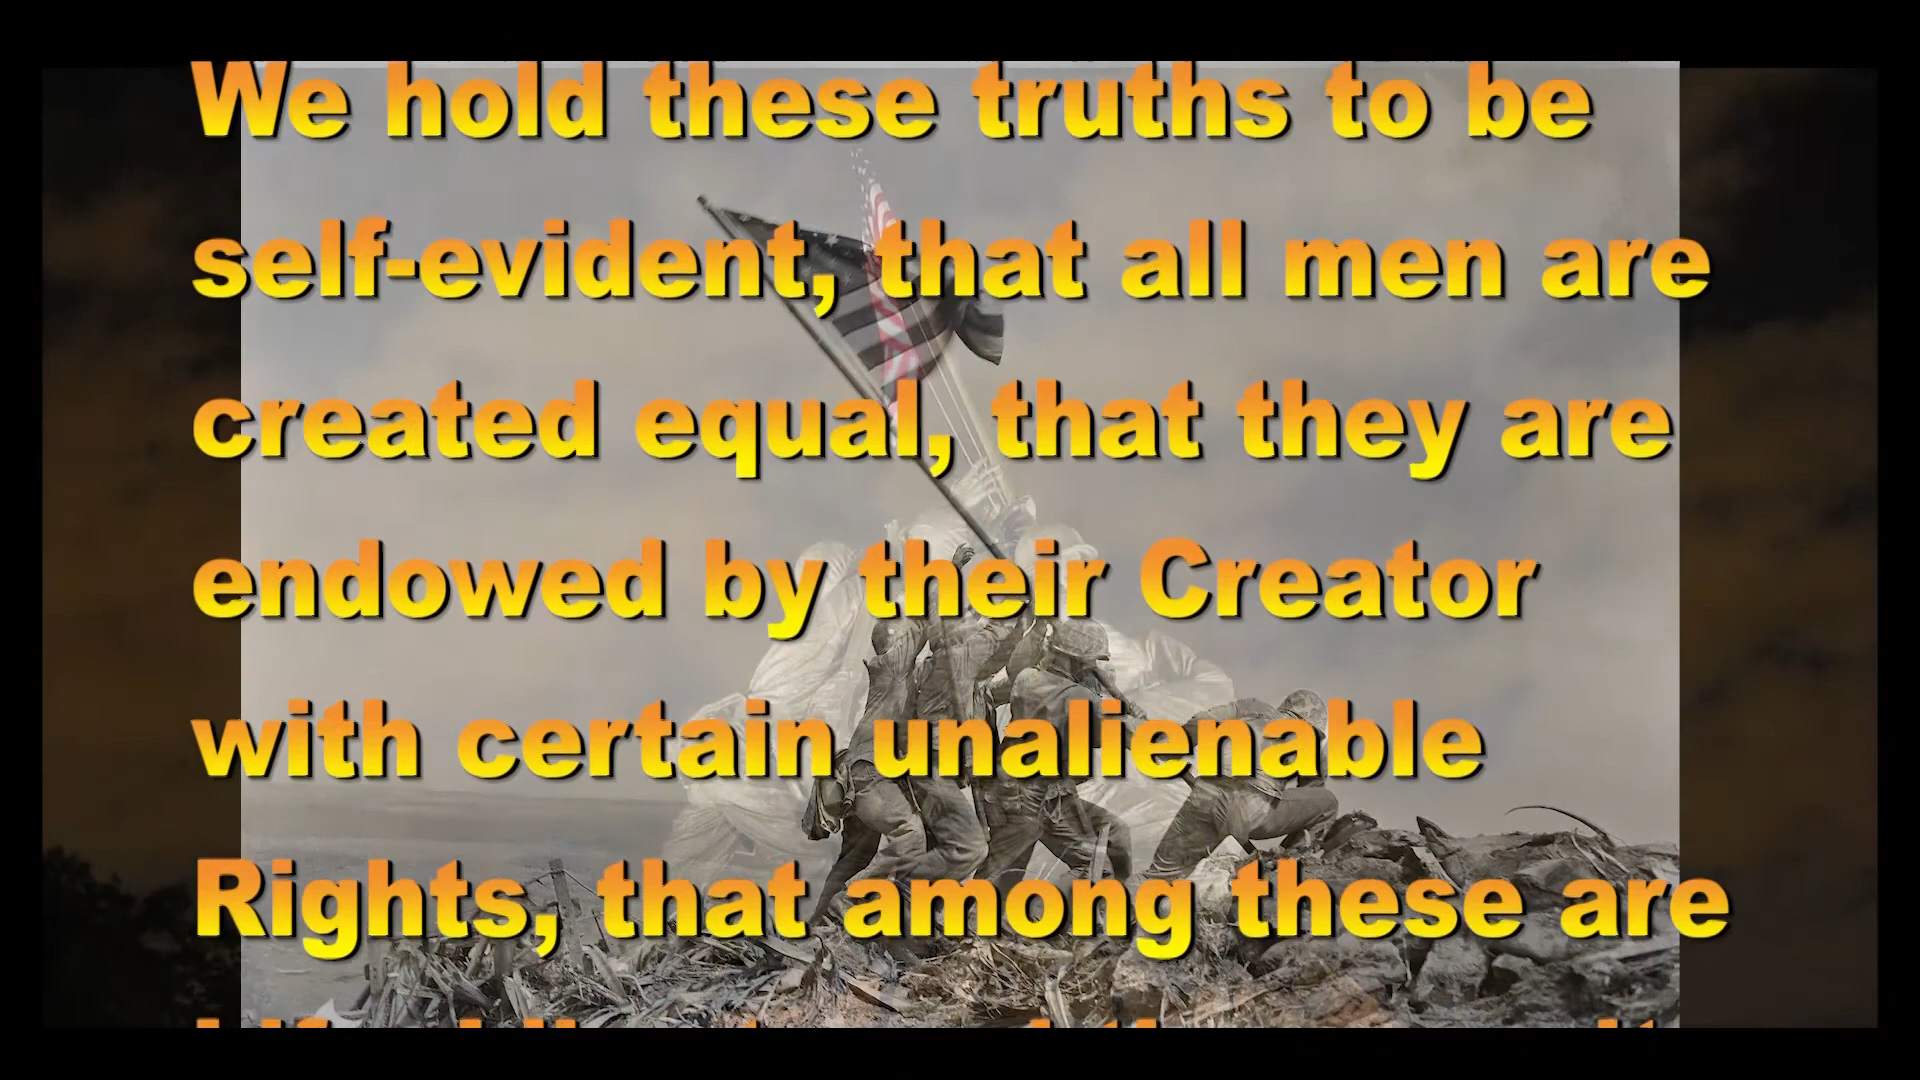 We hold these truths to be
self-evident, that all men are
created equal, that they are
endowed by their Creator
with certain unalienable
Rights, that among these are